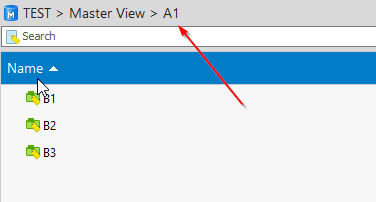 TEST > Master View > A1
Search
Name
B1
B2
B3